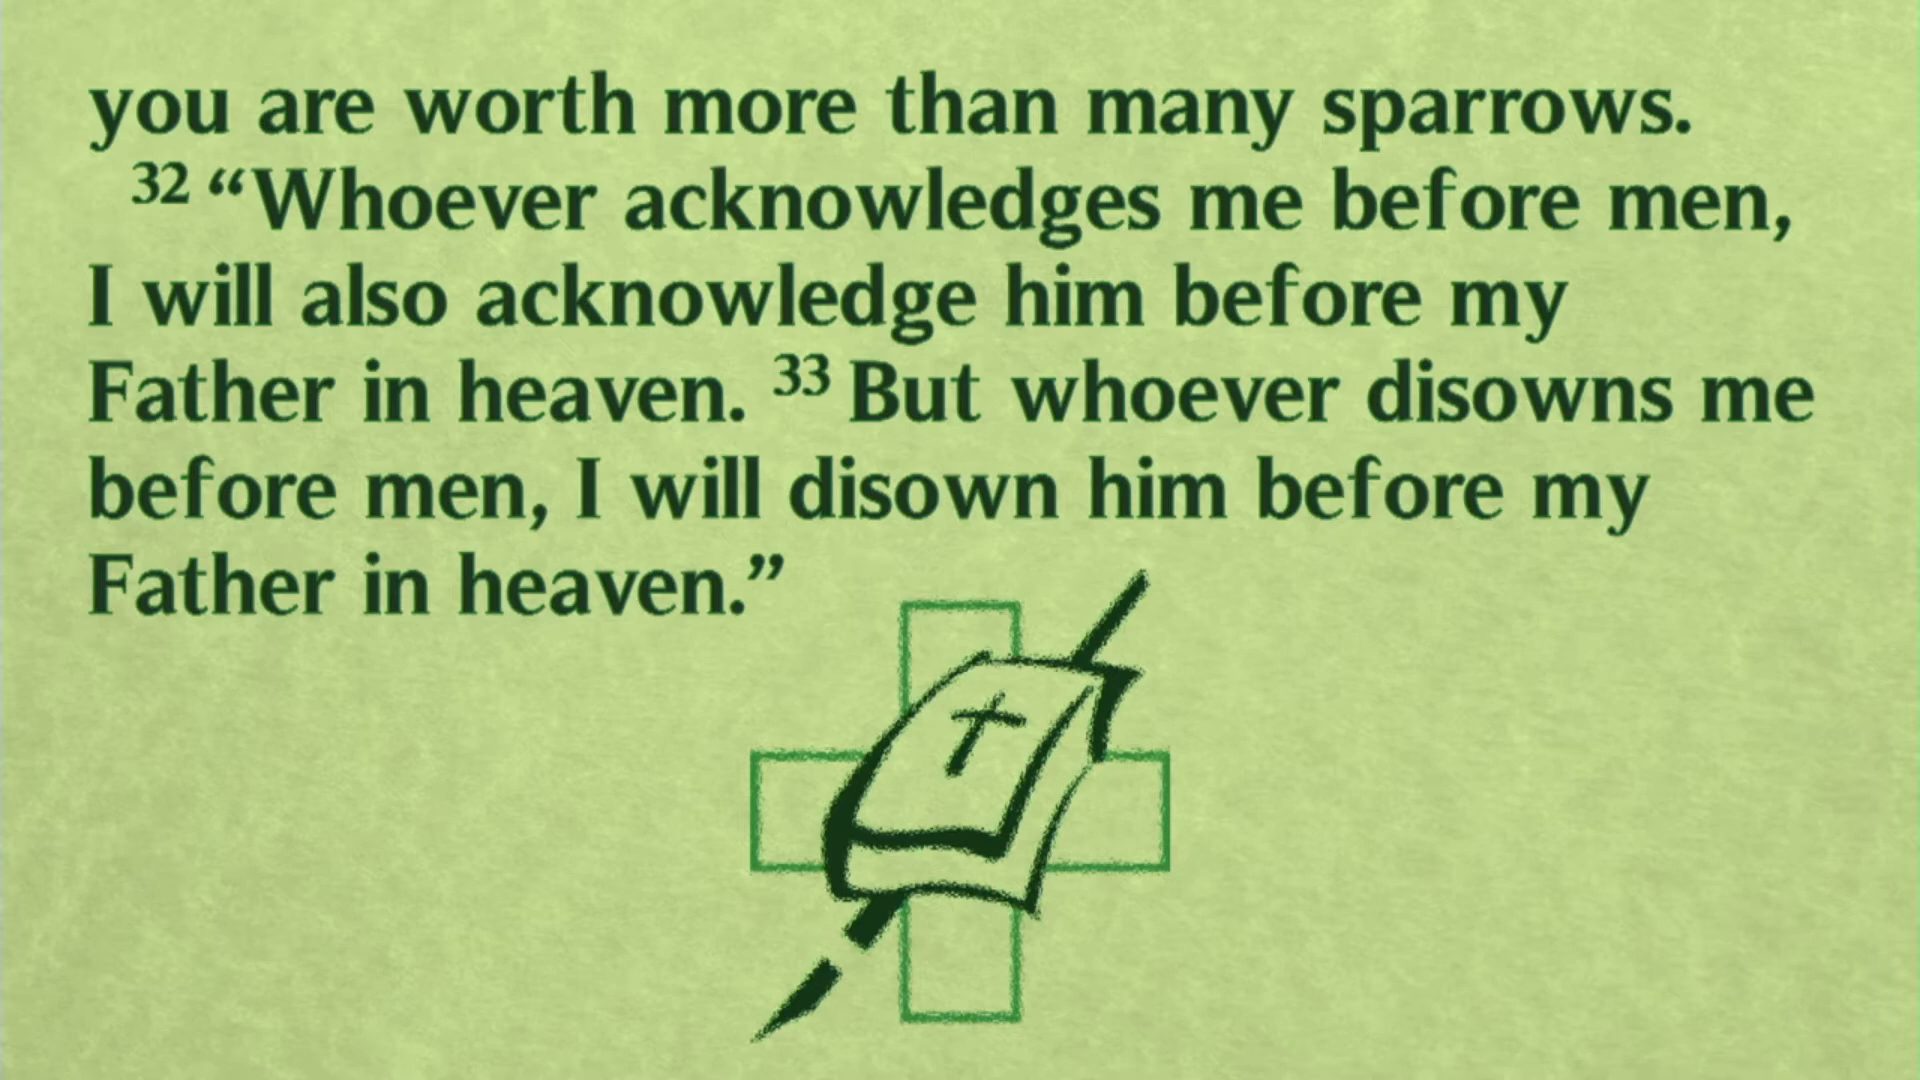 you are worth more than many sparrows.
32 “Whoever acknowledges me before men,
I will also acknowledge him before my
Father in heaven. 33 But whoever disowns me
before men, I will disown him before my
Father in heaven.”